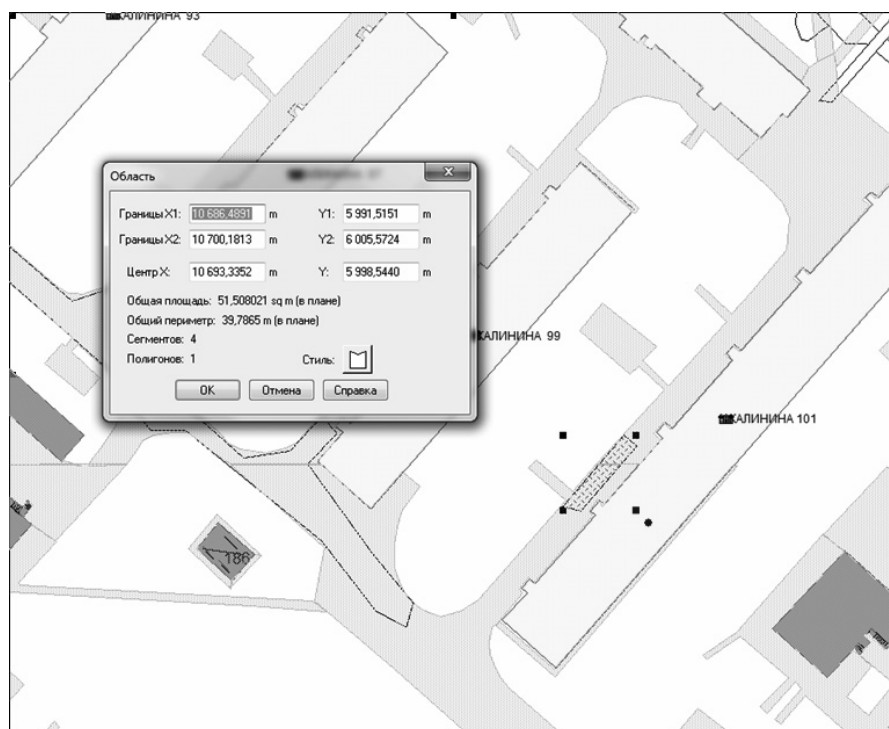 КАЛИНИНА 93
Область
Границы X1: 10 686,4891 m Y1: 5 991,5151 m
Границы X2: 10 700,1813 m Y2: 6 005,5724 m
Центр X: 10 693,3352 m Y: 5 998,5440 m
Общая площадь: 51,508021 sq m (в плане)
Общий периметр: 39,7865 m (в плане)
Сегментов: 4
Полигонов: 1 Стиль:
OK Отмена Справка
КАЛИНИНА 99
КАЛИНИНА 101
186